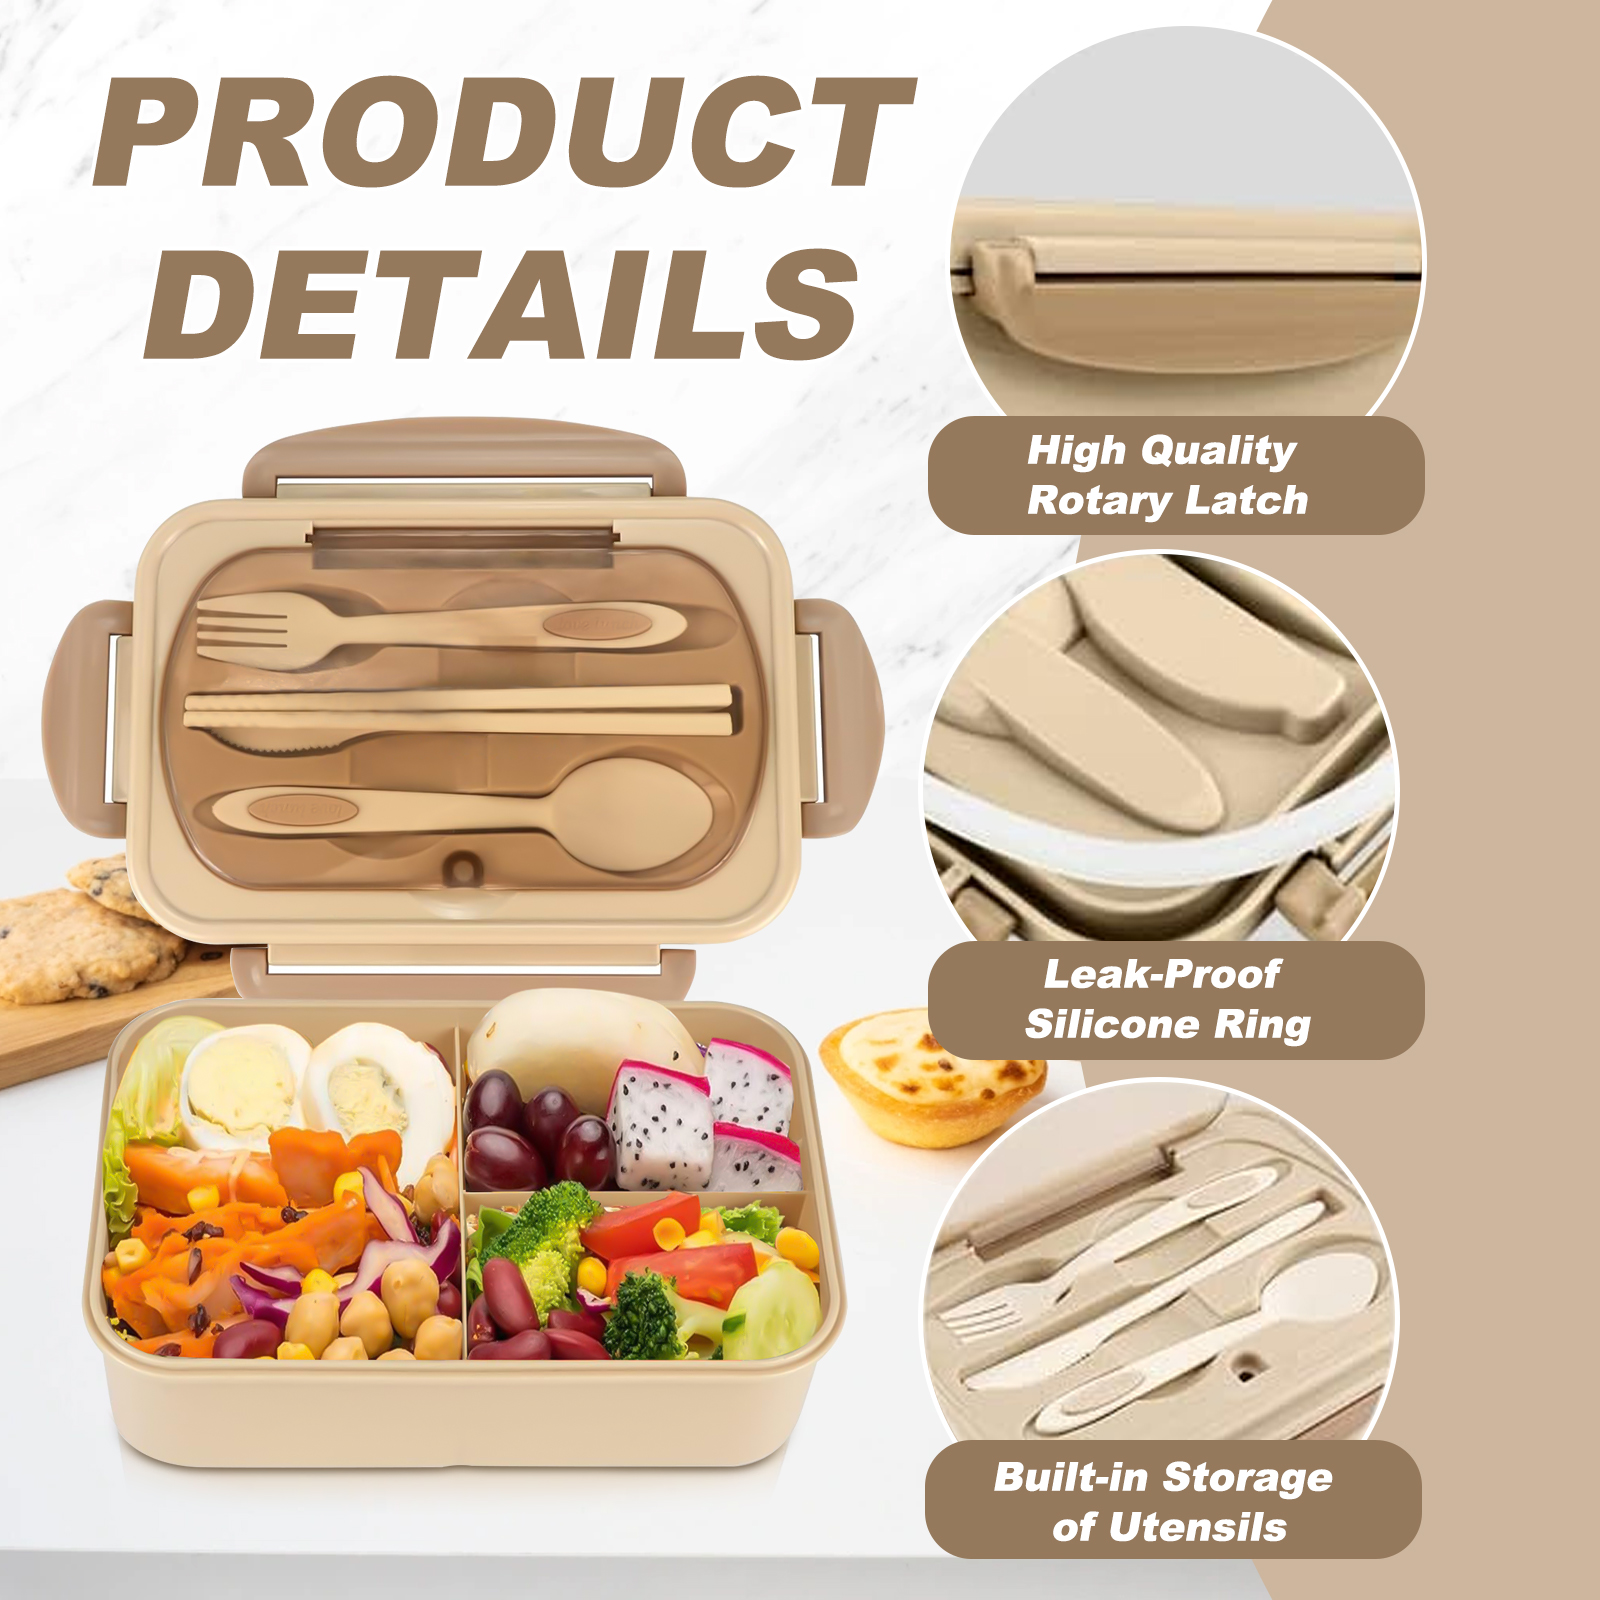 PRODUCT
DETAILS
High Quality
Rotary Latch
Leak-Proof
Silicone Ring
Built-in Storage
of Utensils